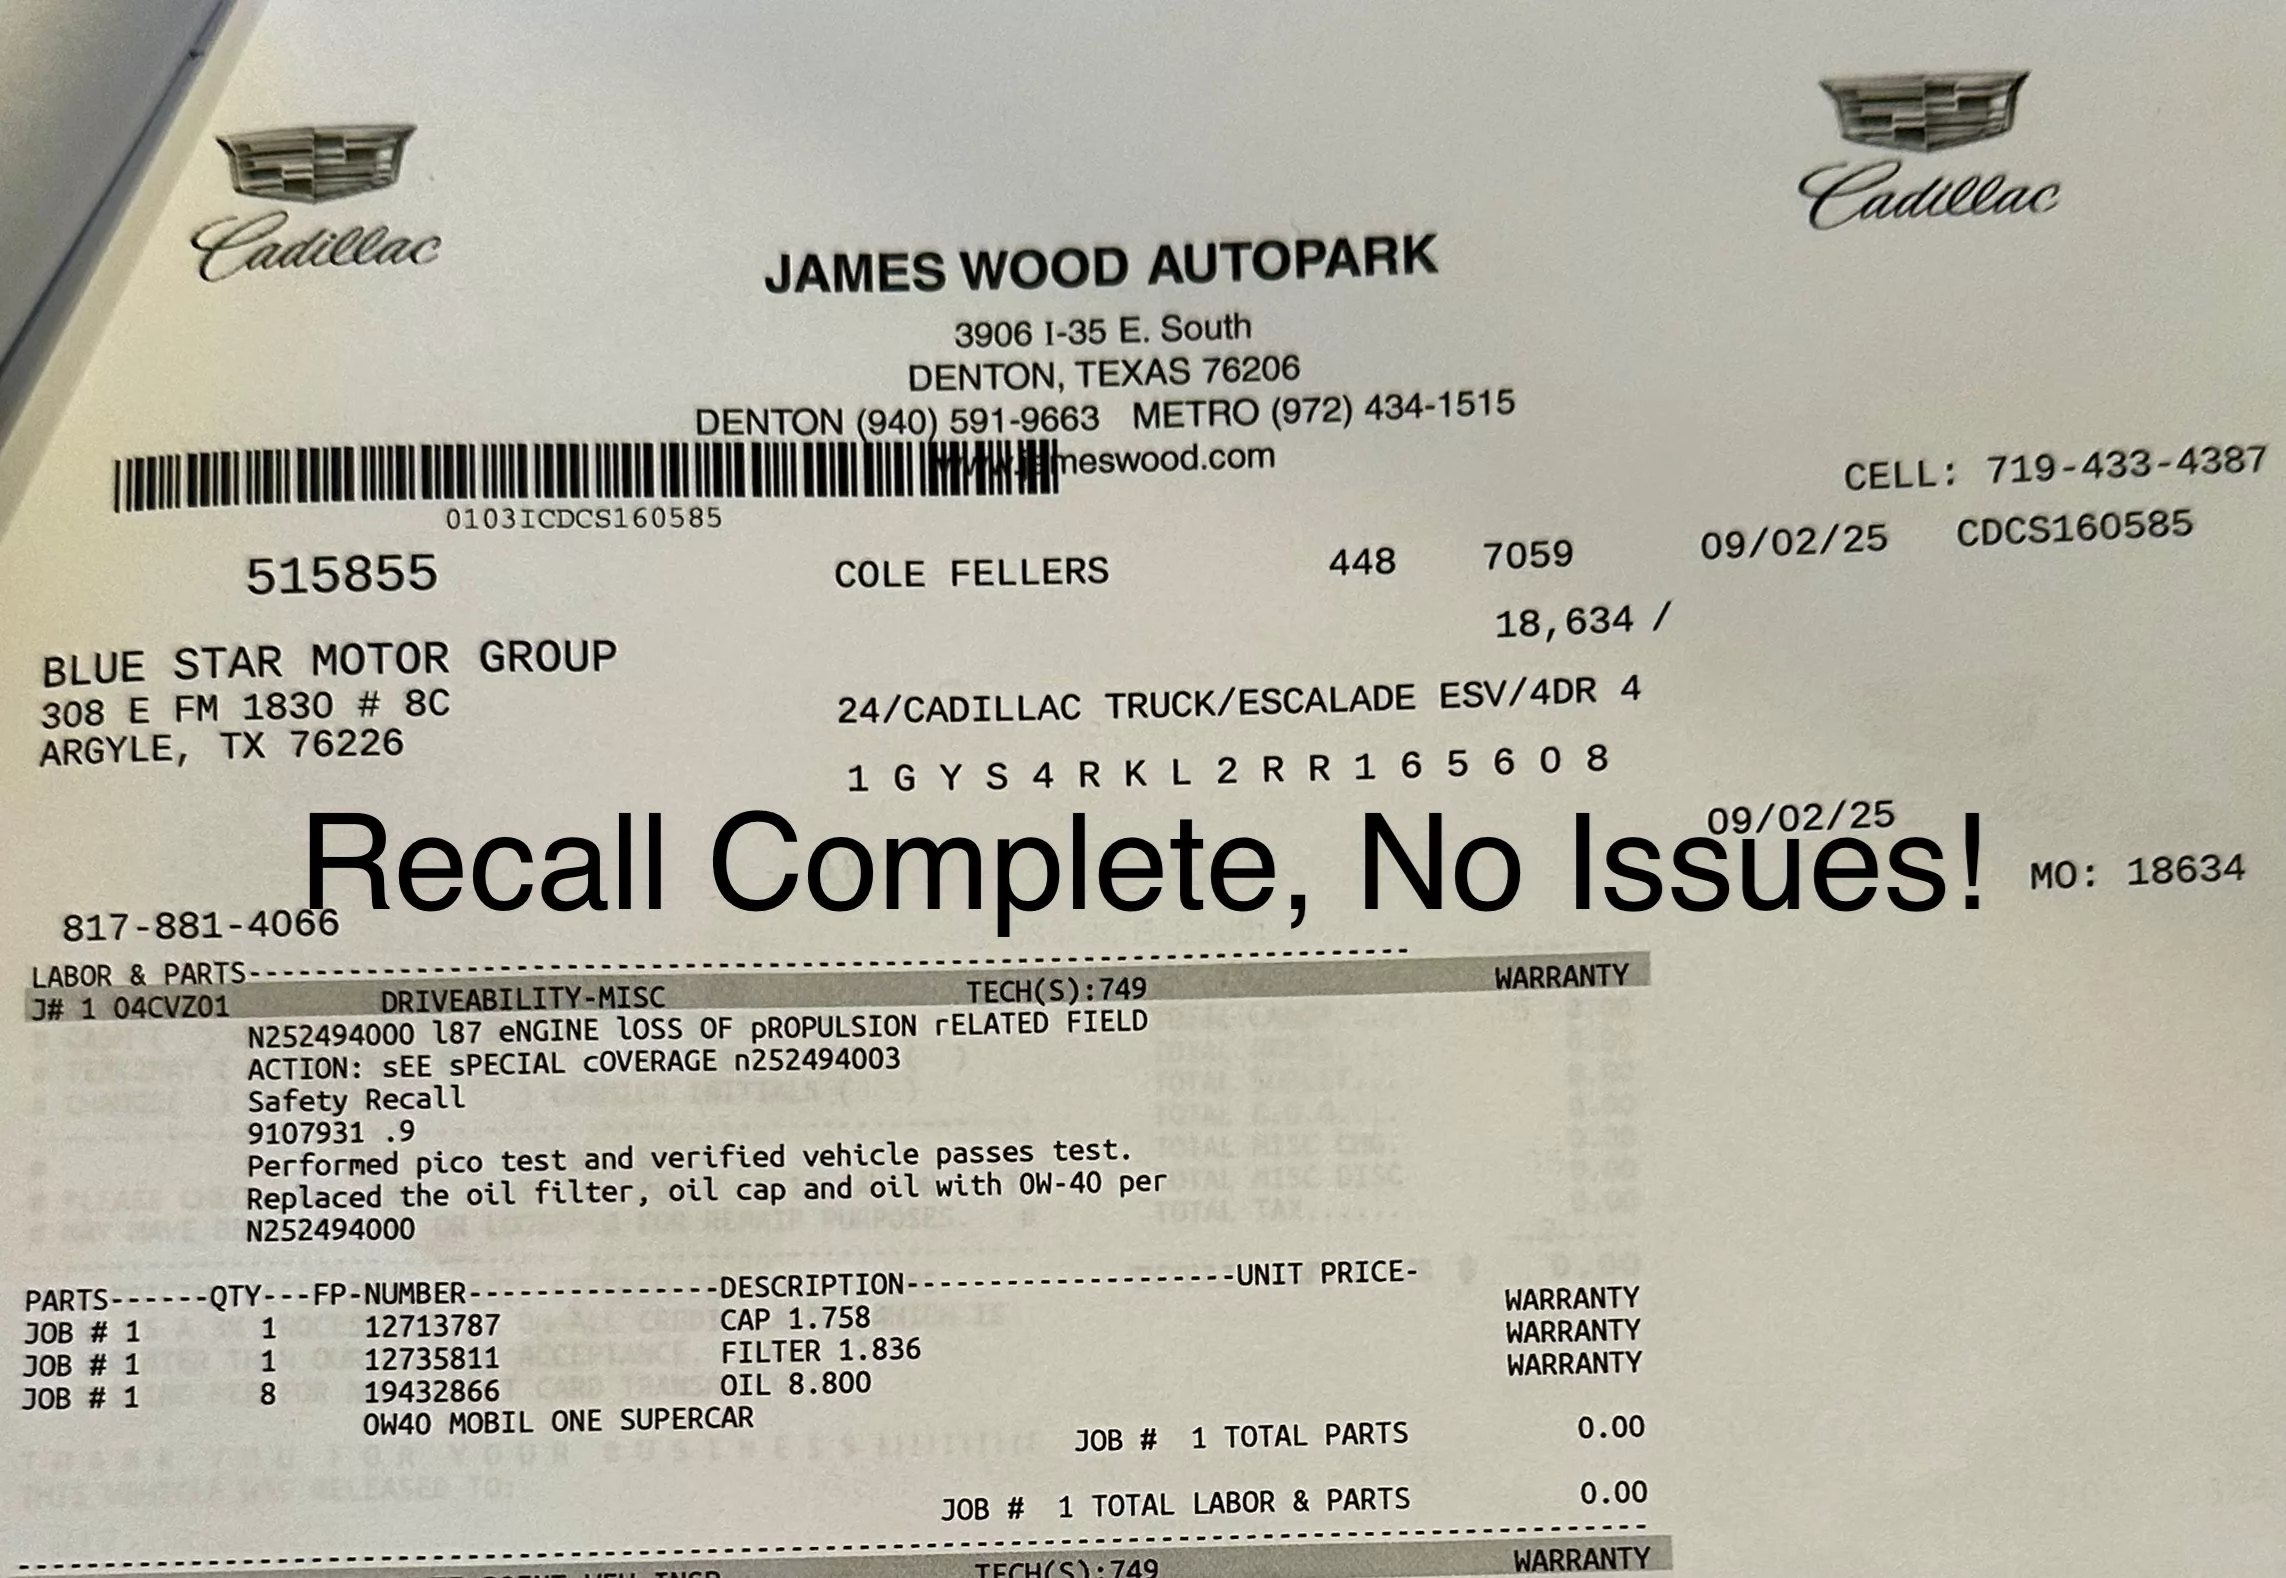 Cadillac
Cadillac
JAMES WOOD AUTOPARK
3906 I-35 E. South
DENTON, TEXAS 76206
DENTON (940) 591-9663 METRO (972) 434-1515
www.jameswood.com
CELL: 719-433-4387
0103ICDCS160585
515855 COLE FELLERS 448 7059 09/02/25 CDCS160585
18,634 /
BLUE STAR MOTOR GROUP
308 E FM 1830 # 8C
ARGYLE, TX 76226
24/CADILLAC TRUCK/ESCALADE ESV/4DR 4
1 G Y S 4 R K L 2 R R 1 6 5 6 0 8
09/02/25
Recall Complete, No Issues!
MO: 18634
817-881-4066
LABOR & PARTS
J# 1 04CVZ01 DRIVEABILITY-MISC TECH(S):749 WARRANTY
N252494000 l87 eNGINE lOSS OF pROPULSION rELATED FIELD
ACTION: sEE sPECIAL cOVERAGE n252494003
Safety Recall
9107931 .9
Performed pico test and verified vehicle passes test.
Replaced the oil filter, oil cap and oil with 0W-40 per
N252494000
PARTS------QTY---FP-NUMBER---------------DESCRIPTION--------------------UNIT PRICE-
JOB # 1 1 12713787 CAP 1.758 WARRANTY
JOB # 1 1 12735811 FILTER 1.836 WARRANTY
JOB # 1 8 19432866 OIL 8.800 WARRANTY
0W40 MOBIL ONE SUPERCAR
JOB # 1 TOTAL PARTS 0.00
JOB # 1 TOTAL LABOR & PARTS 0.00
TECH(S):749 WARRANTY